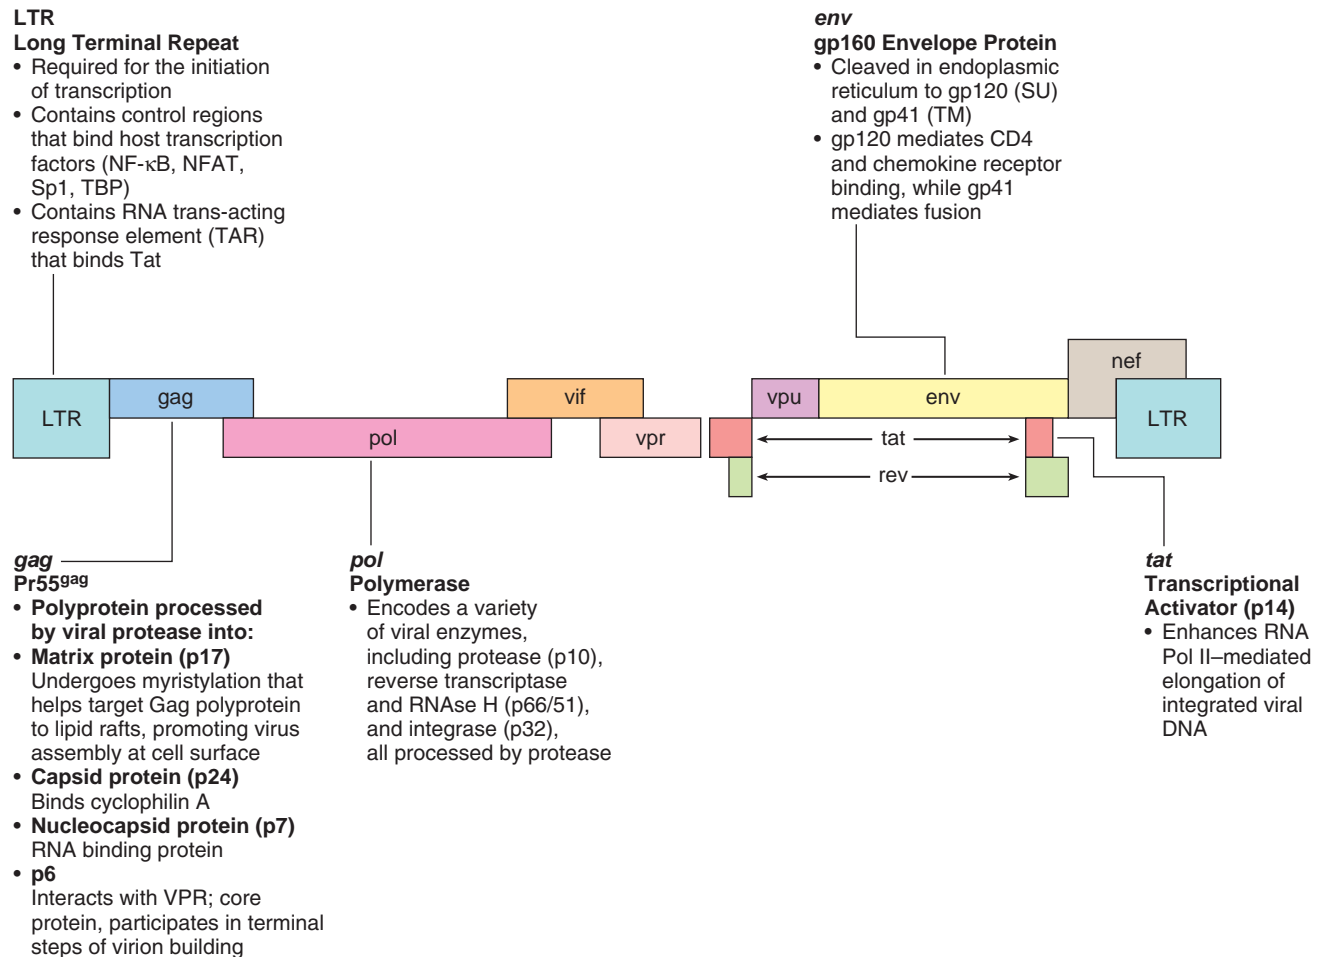 LTR
Long Terminal Repeat
• Required for the initiation
of transcription
• Contains control regions
that bind host transcription
factors (NF-κB, NFAT,
Sp1, TBP)
• Contains RNA trans-acting
response element (TAR)
that binds Tat
env
gp160 Envelope Protein
• Cleaved in endoplasmic
reticulum to gp120 (SU)
and gp41 (TM)
• gp120 mediates CD4
and chemokine receptor
binding, while gp41
mediates fusion
nef
LTR
gag
vif
vpu
env
LTR
pol
vpr
tat
rev
gag
Pr55gag
• Polyprotein processed
by viral protease into:
• Matrix protein (p17)
Undergoes myristylation that
helps target Gag polyprotein
to lipid rafts, promoting virus
assembly at cell surface
• Capsid protein (p24)
Binds cyclophilin A
• Nucleocapsid protein (p7)
RNA binding protein
• p6
Interacts with VPR; core
protein, participates in terminal
steps of virion building
pol
Polymerase
• Encodes a variety
of viral enzymes,
including protease (p10),
reverse transcriptase
and RNAse H (p66/51),
and integrase (p32),
all processed by protease
tat
Transcriptional
Activator (p14)
• Enhances RNA
Pol II–mediated
elongation of
integrated viral
DNA